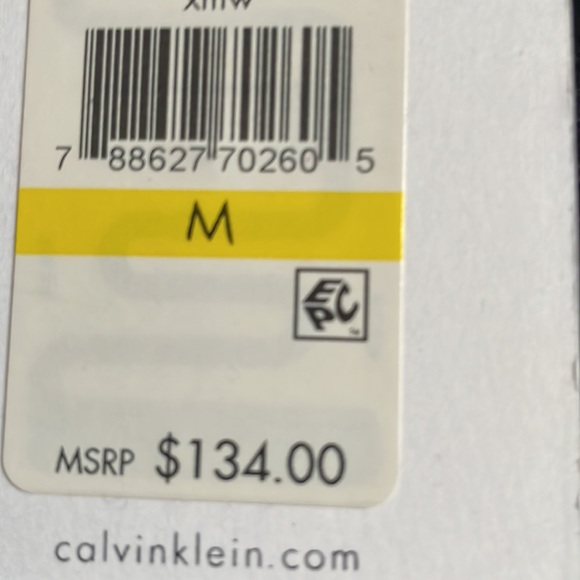 7 88627 70260 5
M
EPC
MSRP $134.00
calvinklein.com